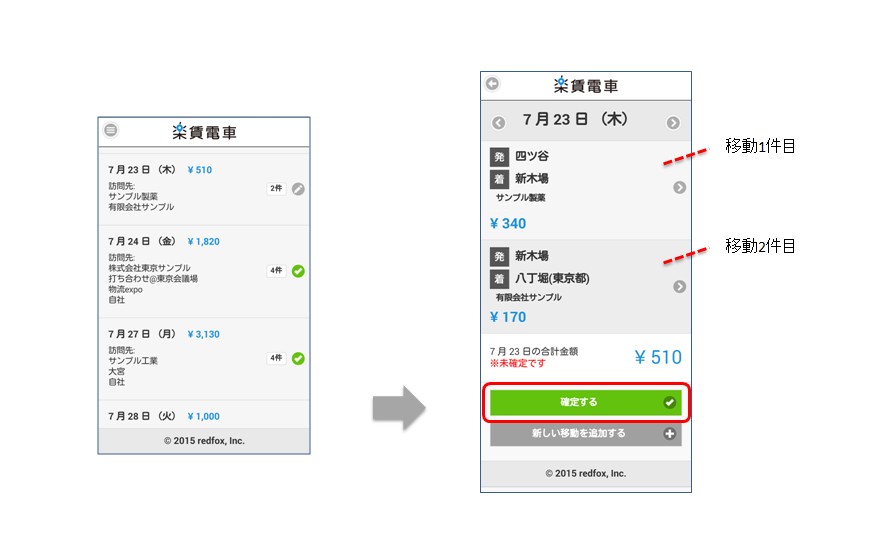 楽賃電車
7月23日（木） ¥ 510
訪問先:
サンプル製薬
有限会社サンプル
2件
7月24日（金） ¥ 1,820
訪問先:
株式会社東京サンプル
打ち合わせ@東京会議場
物流expo
自社
4件
7月27日（月） ¥ 3,130
訪問先:
サンプル工業
大宮
自社
4件
7月28日（火） ¥ 1,000
© 2015 redfox, Inc.
楽賃電車
7月23日（木）
発 四ツ谷
着 新木場
サンプル製薬
¥ 340
発 新木場
着 八丁堀(東京都)
有限会社サンプル
¥ 170
7月23日の合計金額
※未確定です
¥ 510
確定する
新しい移動を追加する
© 2015 redfox, Inc.
移動1件目
移動2件目